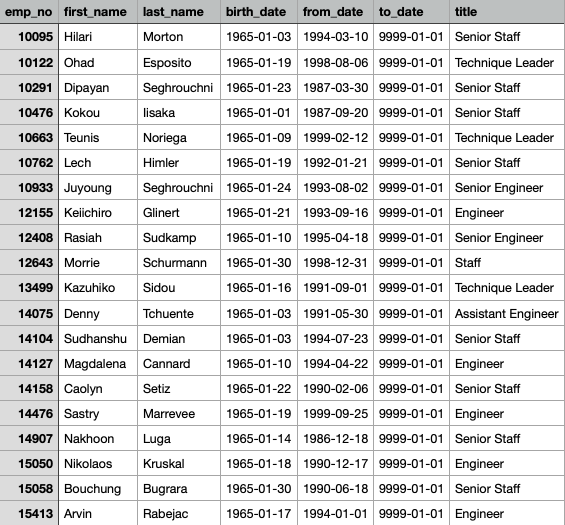 emp_no first_name last_name birth_date from_date to_date title
10095 Hilari Morton 1965-01-03 1994-03-10 9999-01-01 Senior Staff
10122 Ohad Esposito 1965-01-19 1998-08-06 9999-01-01 Technique Leader
10291 Dipayan Seghrouchni 1965-01-23 1987-03-30 9999-01-01 Senior Staff
10476 Kokou Iisaka 1965-01-01 1987-09-20 9999-01-01 Senior Staff
10663 Teunis Noriega 1965-01-09 1999-02-12 9999-01-01 Technique Leader
10762 Lech Himler 1965-01-19 1992-01-21 9999-01-01 Senior Staff
10933 Juyoung Seghrouchni 1965-01-24 1993-08-02 9999-01-01 Senior Engineer
12155 Keiichiro Glinert 1965-01-21 1993-09-16 9999-01-01 Engineer
12408 Rasiah Sudkamp 1965-01-10 1995-04-18 9999-01-01 Senior Engineer
12643 Morrie Schurmann 1965-01-30 1998-12-31 9999-01-01 Staff
13499 Kazuhiko Sidou 1965-01-16 1991-09-01 9999-01-01 Technique Leader
14075 Denny Tchuente 1965-01-03 1991-05-30 9999-01-01 Assistant Engineer
14104 Sudhanshu Demian 1965-01-03 1994-07-23 9999-01-01 Senior Staff
14127 Magdalena Cannard 1965-01-10 1994-04-22 9999-01-01 Engineer
14158 Caolyn Setiz 1965-01-22 1990-02-06 9999-01-01 Senior Staff
14476 Sastry Marrevee 1965-01-19 1999-09-25 9999-01-01 Engineer
14907 Nakhoon Luga 1965-01-14 1986-12-18 9999-01-01 Senior Staff
15050 Nikolaos Kruskal 1965-01-18 1990-12-17 9999-01-01 Engineer
15058 Bouchung Bugrara 1965-01-30 1990-06-18 9999-01-01 Senior Staff
15413 Arvin Rabejac 1965-01-17 1994-01-01 9999-01-01 Engineer